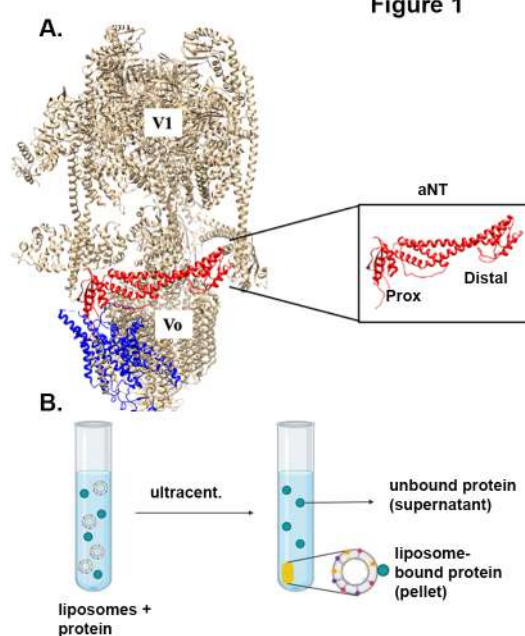 Figure 1
A.
V1
aNT
Prox
Distal
Vo
B.
ultracent.
unbound protein
(supernatant)
liposome-
bound protein
(pellet)
liposomes +
protein